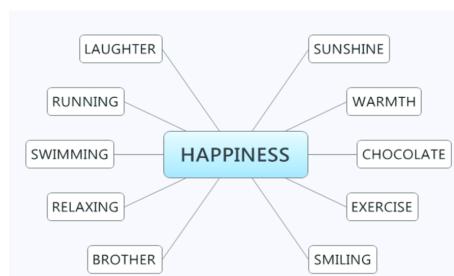 LAUGHTER
SUNSHINE
RUNNING
WARMTH
SWIMMING
HAPPINESS
CHOCOLATE
RELAXING
EXERCISE
BROTHER
SMILING